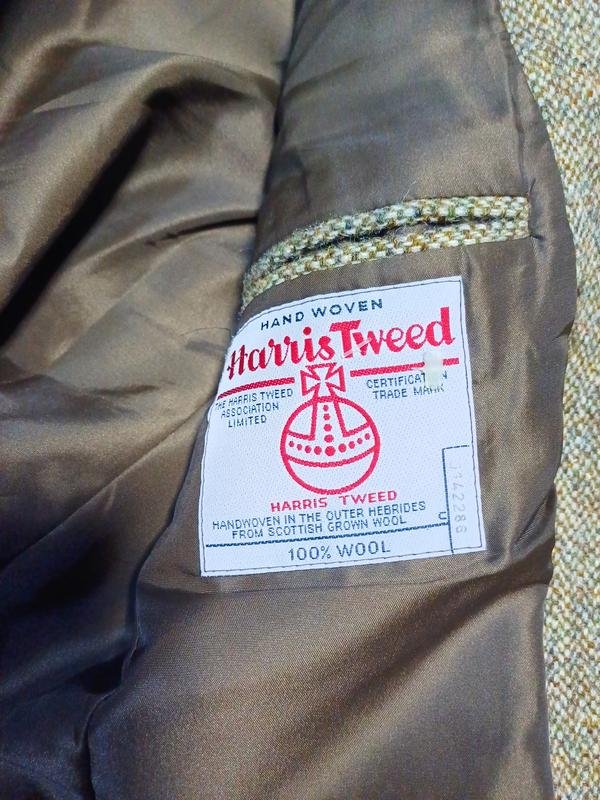 HAND WOVEN
Harris Tweed
THE HARRIS TWEED
ASSOCIATION
LIMITED
CERTIFICATION
TRADE MARK
HARRIS TWEED
HANDWOVEN IN THE OUTER HEBRIDES
FROM SCOTTISH GROWN WOOL
100% WOOL